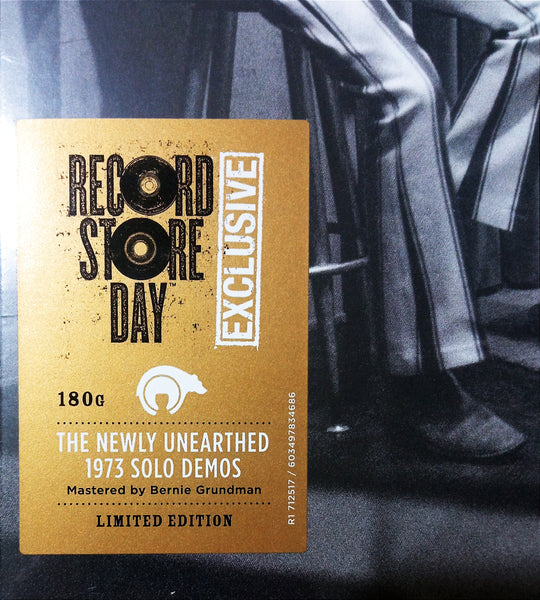 RECORD
STORE
DAY™
EXCLUSIVE
180G
THE NEWLY UNEARTHED
1973 SOLO DEMOS
Mastered by Bernie Grundman
LIMITED EDITION
R1 712517 / 603497834686